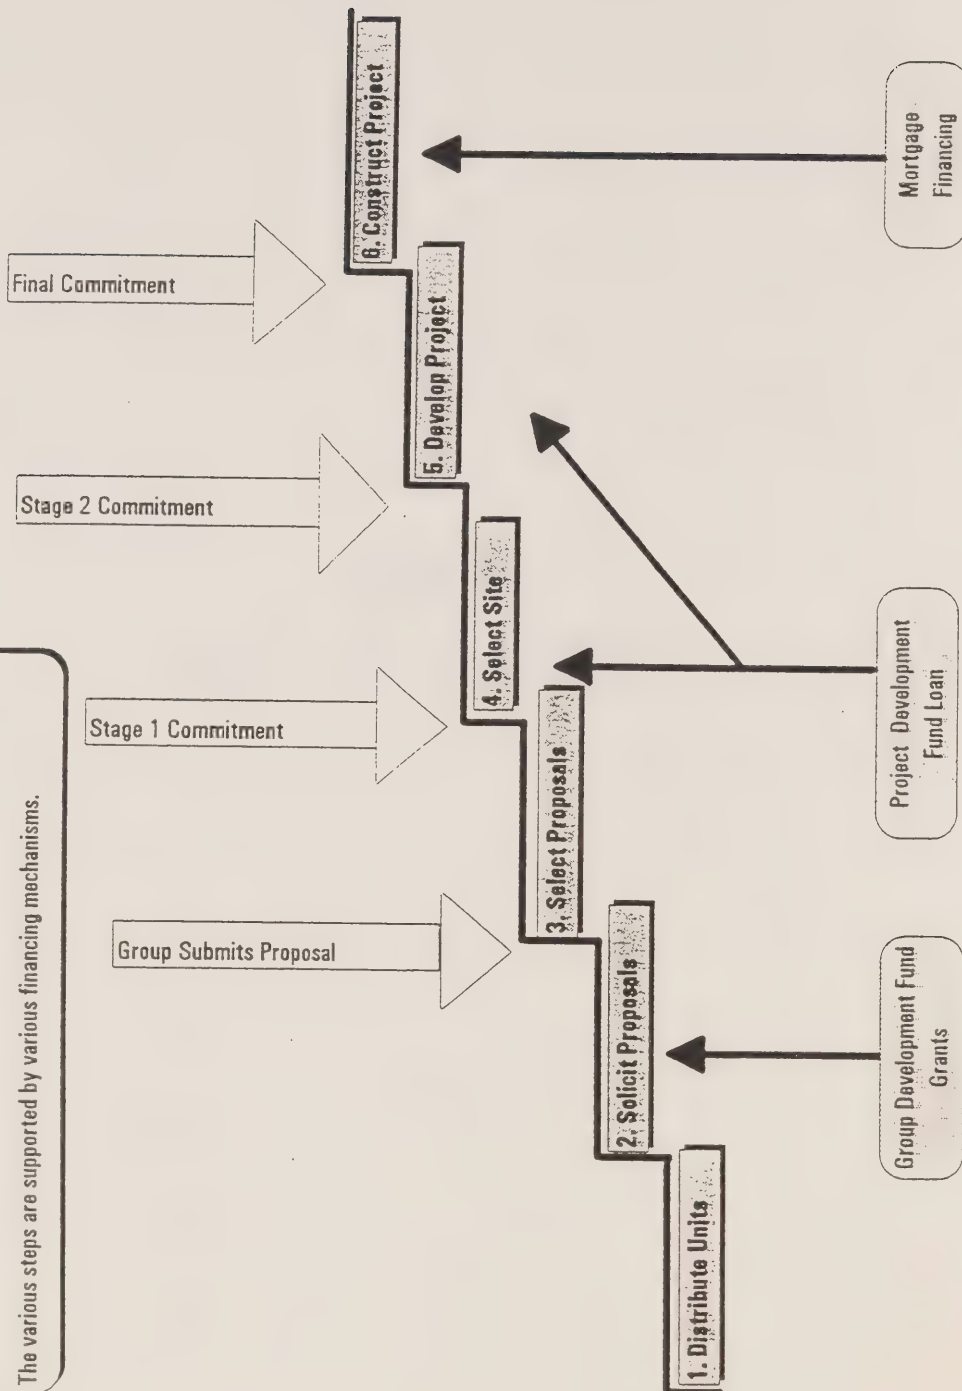 The various steps are supported by various financing mechanisms.
Group Submits Proposal
Stage 1 Commitment
Stage 2 Commitment
Final Commitment
1. Distribute Units
2. Solicit Proposals
3. Select Proposals
4. Select Site
5. Develop Project
6. Construct Project
Group Development Fund
Grants
Project Development
Fund Loan
Mortgage
Financing